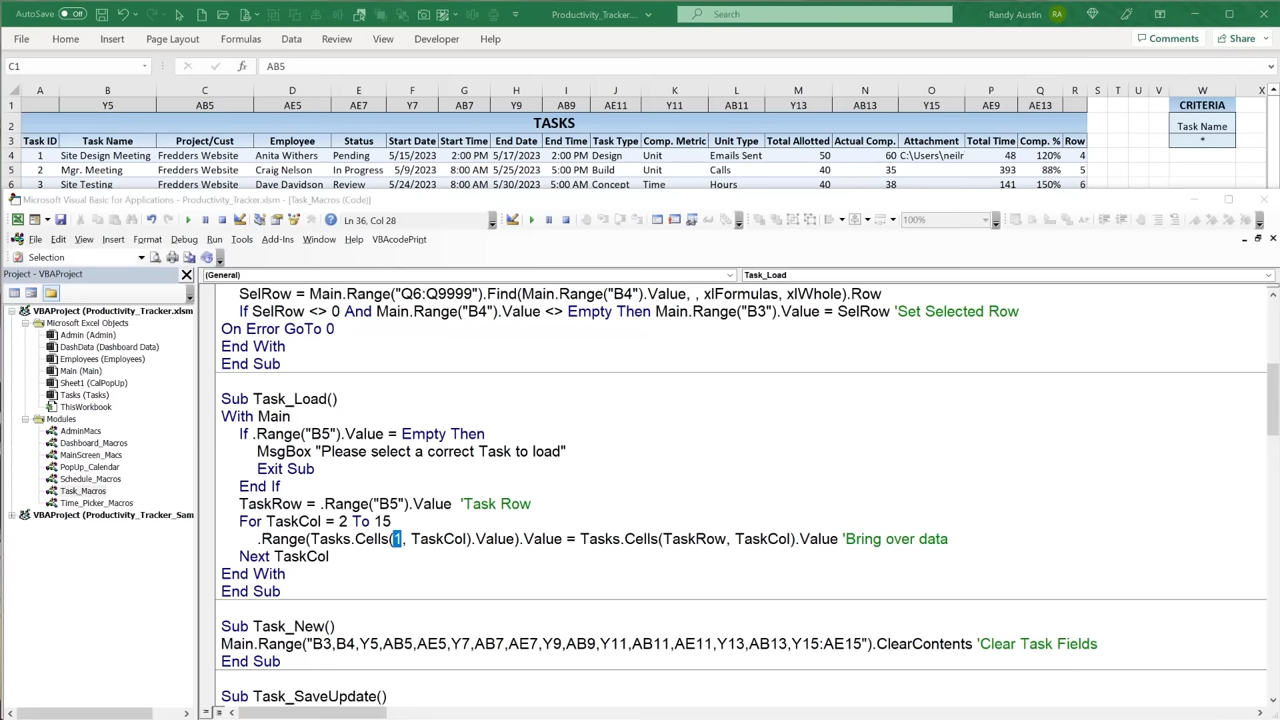 AutoSave Off Productivity_Tracker.... Search Randy Austin RA
File Home Insert Page Layout Formulas Data Review View Developer Help Comments Share
C1 fx AB5
A B C D E F G H I J K L M N O P Q R S T U V W X
1 Y5 AB5 AE5 AE7 Y7 AB7 Y9 AB9 AE11 Y11 AB11 Y13 AB13 Y15 AE9 AE13 CRITERIA
2 TASKS Task Name
3 Task ID Task Name Project/Cust Employee Status Start Date Start Time End Date End Time Task Type Comp. Metric Unit Type Total Allotted Actual Comp. Attachment Total Time Comp. % Row *
4 1 Site Design Meeting Fredders Website Anita Withers Pending 5/15/2023 2:00 PM 5/17/2023 2:00 PM Design Unit Emails Sent 50 60 C:\Users\neilr 48 120% 4
5 2 Mgr. Meeting Fredders Website Craig Nelson In Progress 5/9/2023 8:00 AM 5/25/2023 5:00 PM Build Unit Calls 40 35 393 88% 5
6 3 Site Testing Fredders Website Dave Davidson Review 5/24/2023 8:00 AM 5/30/2023 5:00 PM Concept Time Hours 40 38 141 150% 6
Microsoft Visual Basic for Applications - Productivity_Tracker.xlsm - [Task_Macros (Code)]
Ln 36, Col 28 100%
File Edit View Insert Format Debug Run Tools Add-Ins Window Help VBAcodePrint
Selection
Project - VBAProject
(General) Task_Load
VBAProject (Productivity_Tracker.xlsm
Microsoft Excel Objects
Admin (Admin)
DashData (Dashboard Data)
Employees (Employees)
Main (Main)
Sheet1 (CalPopUp)
Tasks (Tasks)
ThisWorkbook
Modules
AdminMacs
Dashboard_Macros
MainScreen_Macs
PopUp_Calendar
Schedule_Macros
Task_Macros
Time_Picker_Macros
VBAProject (Productivity_Tracker_Sam
SelRow = Main.Range("Q6:Q9999").Find(Main.Range("B4").Value, , xlFormulas, xlWhole).Row
If SelRow <> 0 And Main.Range("B4").Value <> Empty Then Main.Range("B3").Value = SelRow 'Set Selected Row
On Error GoTo 0
End With
End Sub
Sub Task_Load()
With Main
If .Range("B5").Value = Empty Then
MsgBox "Please select a correct Task to load"
Exit Sub
End If
TaskRow = .Range("B5").Value 'Task Row
For TaskCol = 2 To 15
.Range(Tasks.Cells(1, TaskCol).Value).Value = Tasks.Cells(TaskRow, TaskCol).Value 'Bring over data
Next TaskCol
End With
End Sub
Sub Task_New()
Main.Range("B3,B4,Y5,AB5,AE5,Y7,AB7,AE7,Y9,AB9,Y11,AB11,AE11,Y13,AB13,Y15:AE15").ClearContents 'Clear Task Fields
End Sub
Sub Task_SaveUpdate()